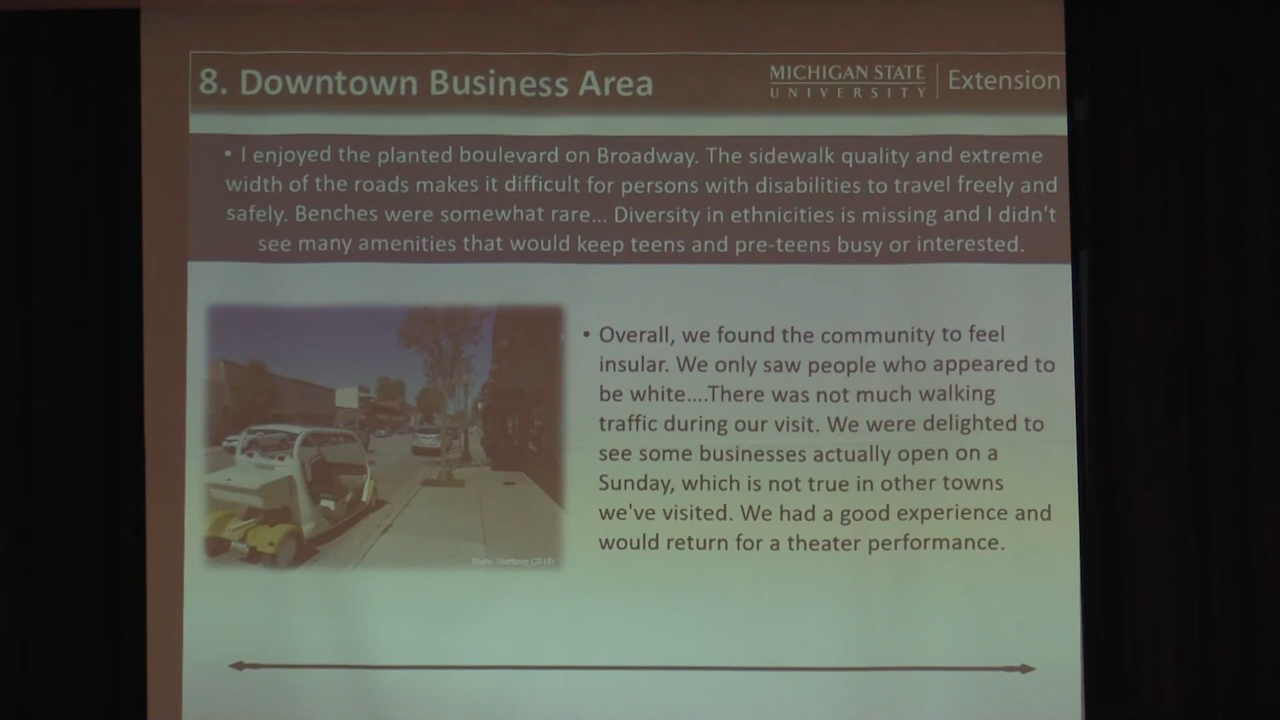 8. Downtown Business Area
MICHIGAN STATE
UNIVERSITY
Extension
• I enjoyed the planted boulevard on Broadway. The sidewalk quality and extreme
width of the roads makes it difficult for persons with disabilities to travel freely and
safely. Benches were somewhat rare... Diversity in ethnicities is missing and I didn't
see many amenities that would keep teens and pre-teens busy or interested.
• Overall, we found the community to feel
insular. We only saw people who appeared to
be white....There was not much walking
traffic during our visit. We were delighted to
see some businesses actually open on a
Sunday, which is not true in other towns
we've visited. We had a good experience and
would return for a theater performance.
Photo: Northrop (2018)